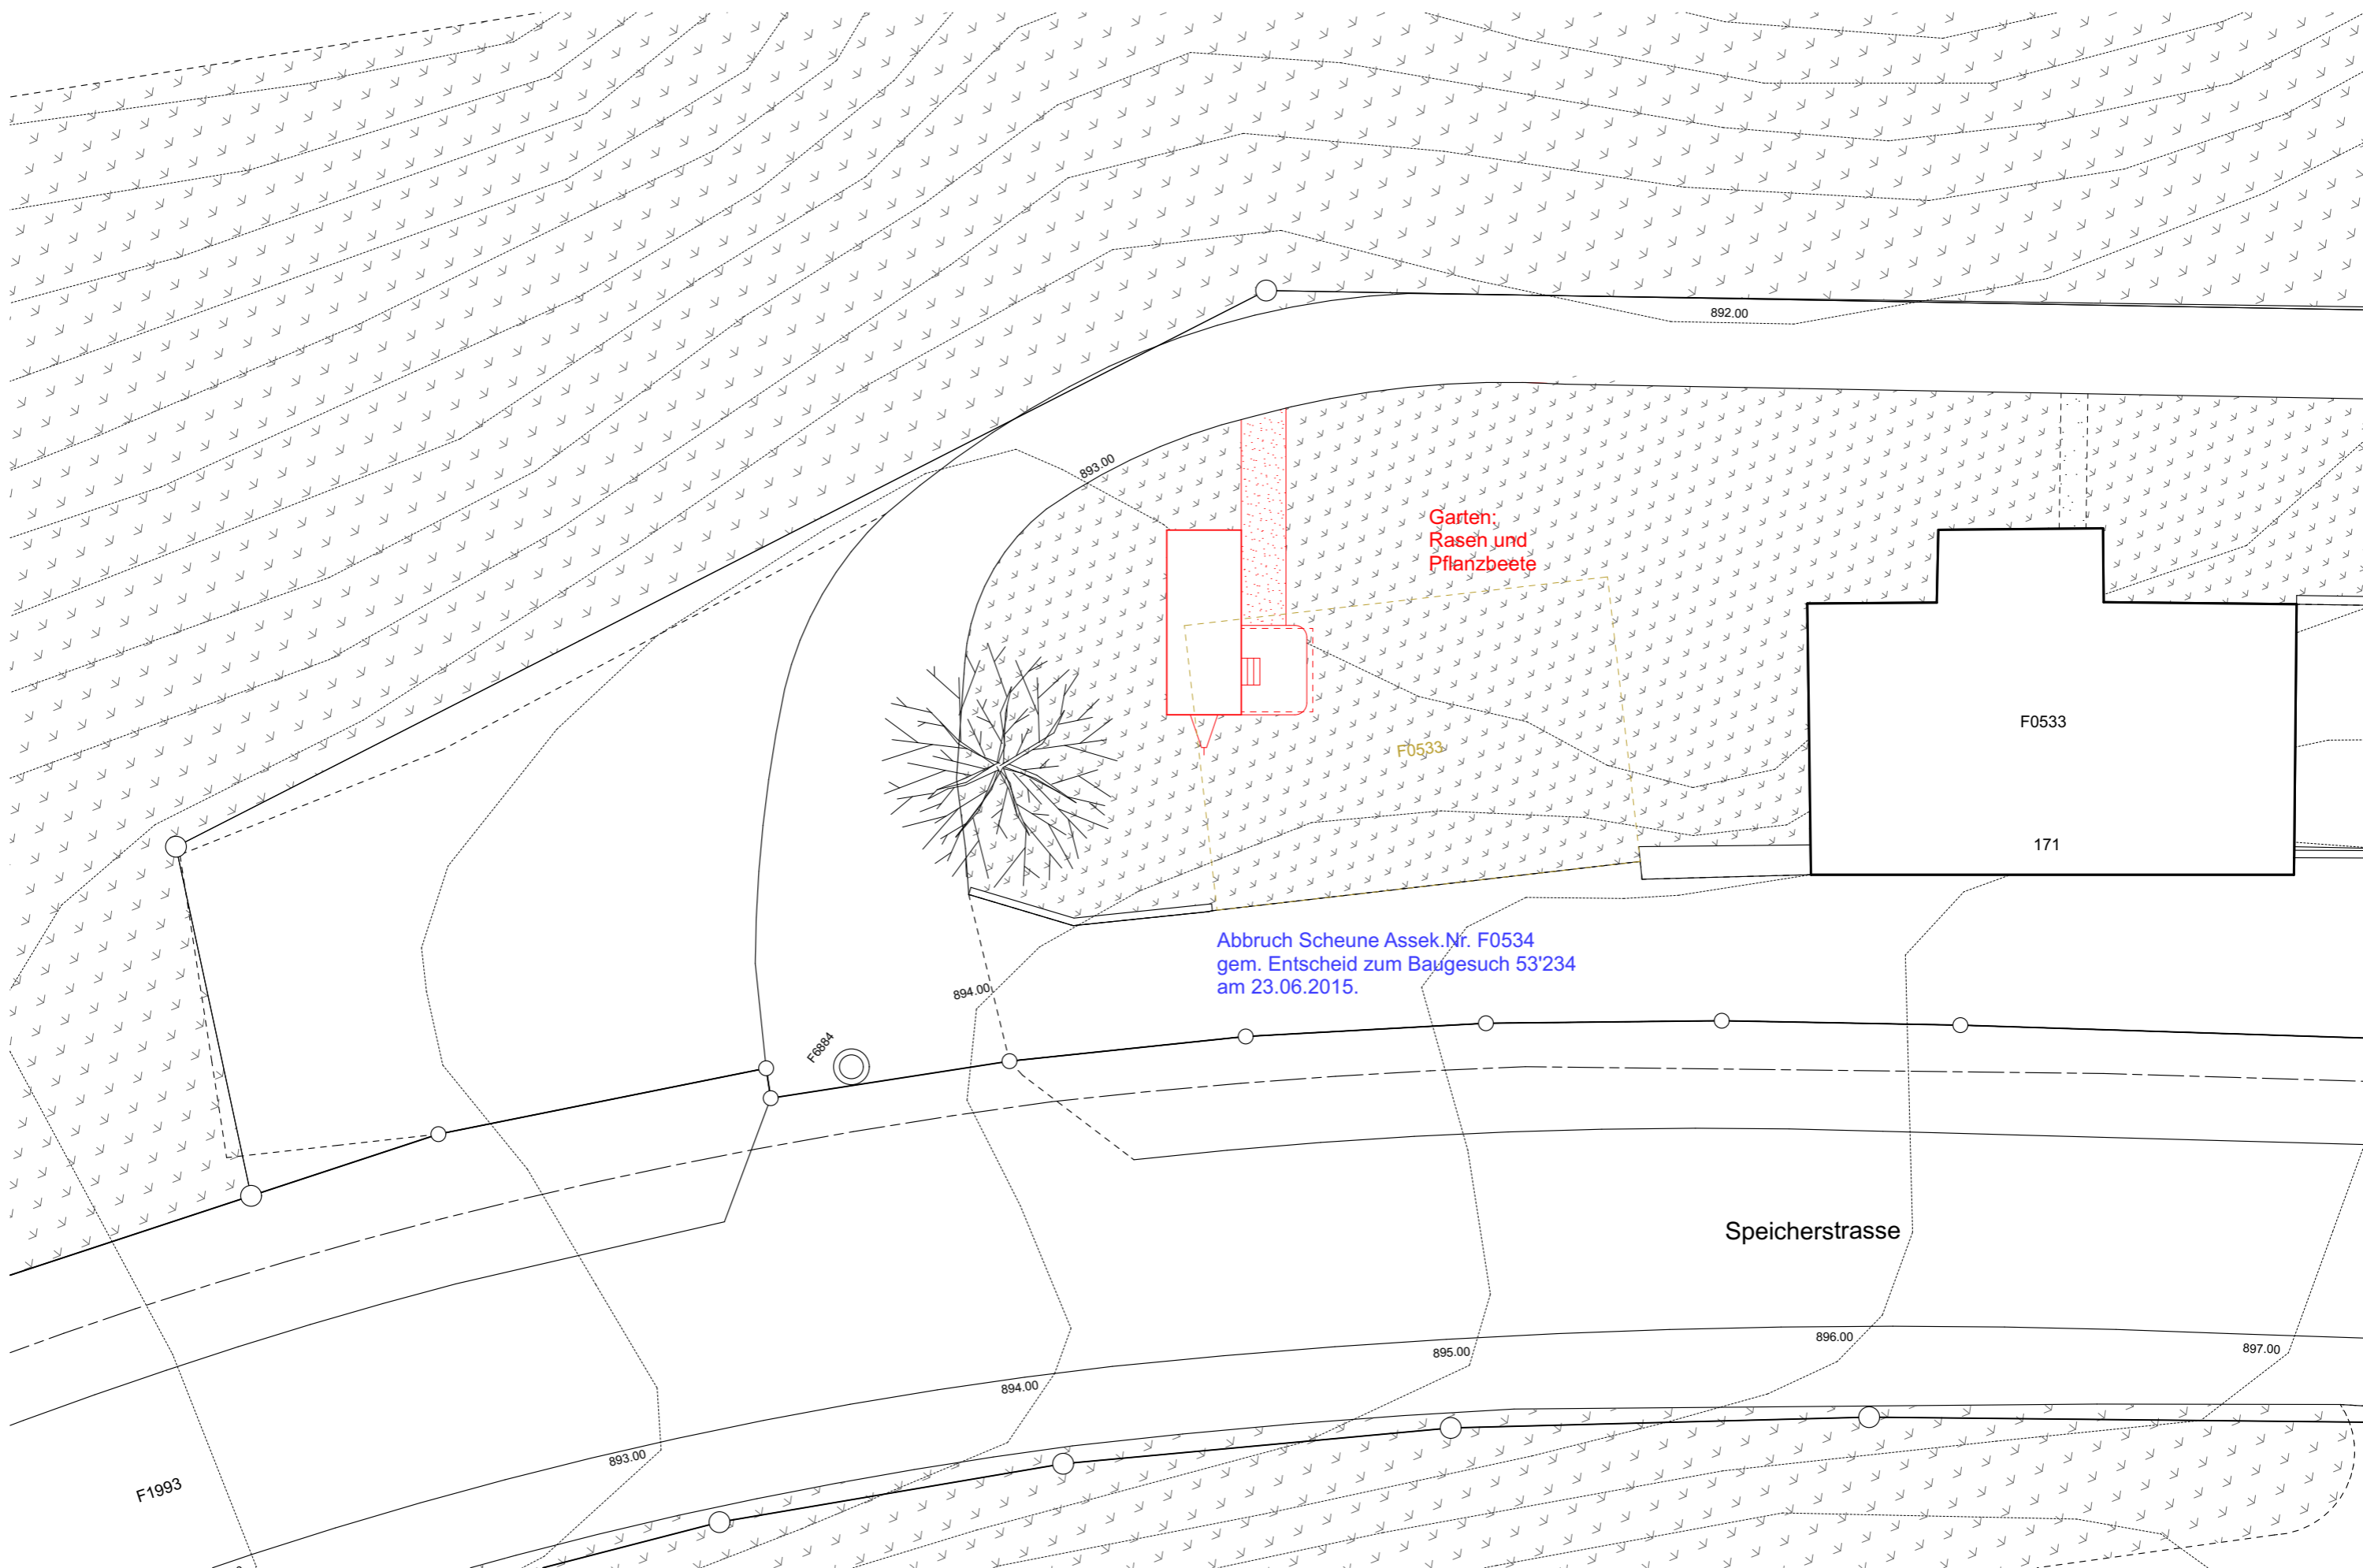 892.00
893.00
Garten:
Rasen und
Pflanzbeete
F0533
F0533
171
Abbruch Scheune Assek.Nr. F0534
gem. Entscheid zum Baugesuch 53'234
am 23.06.2015.
894.00
F6884
Speicherstrasse
896.00
897.00
895.00
894.00
893.00
F1993